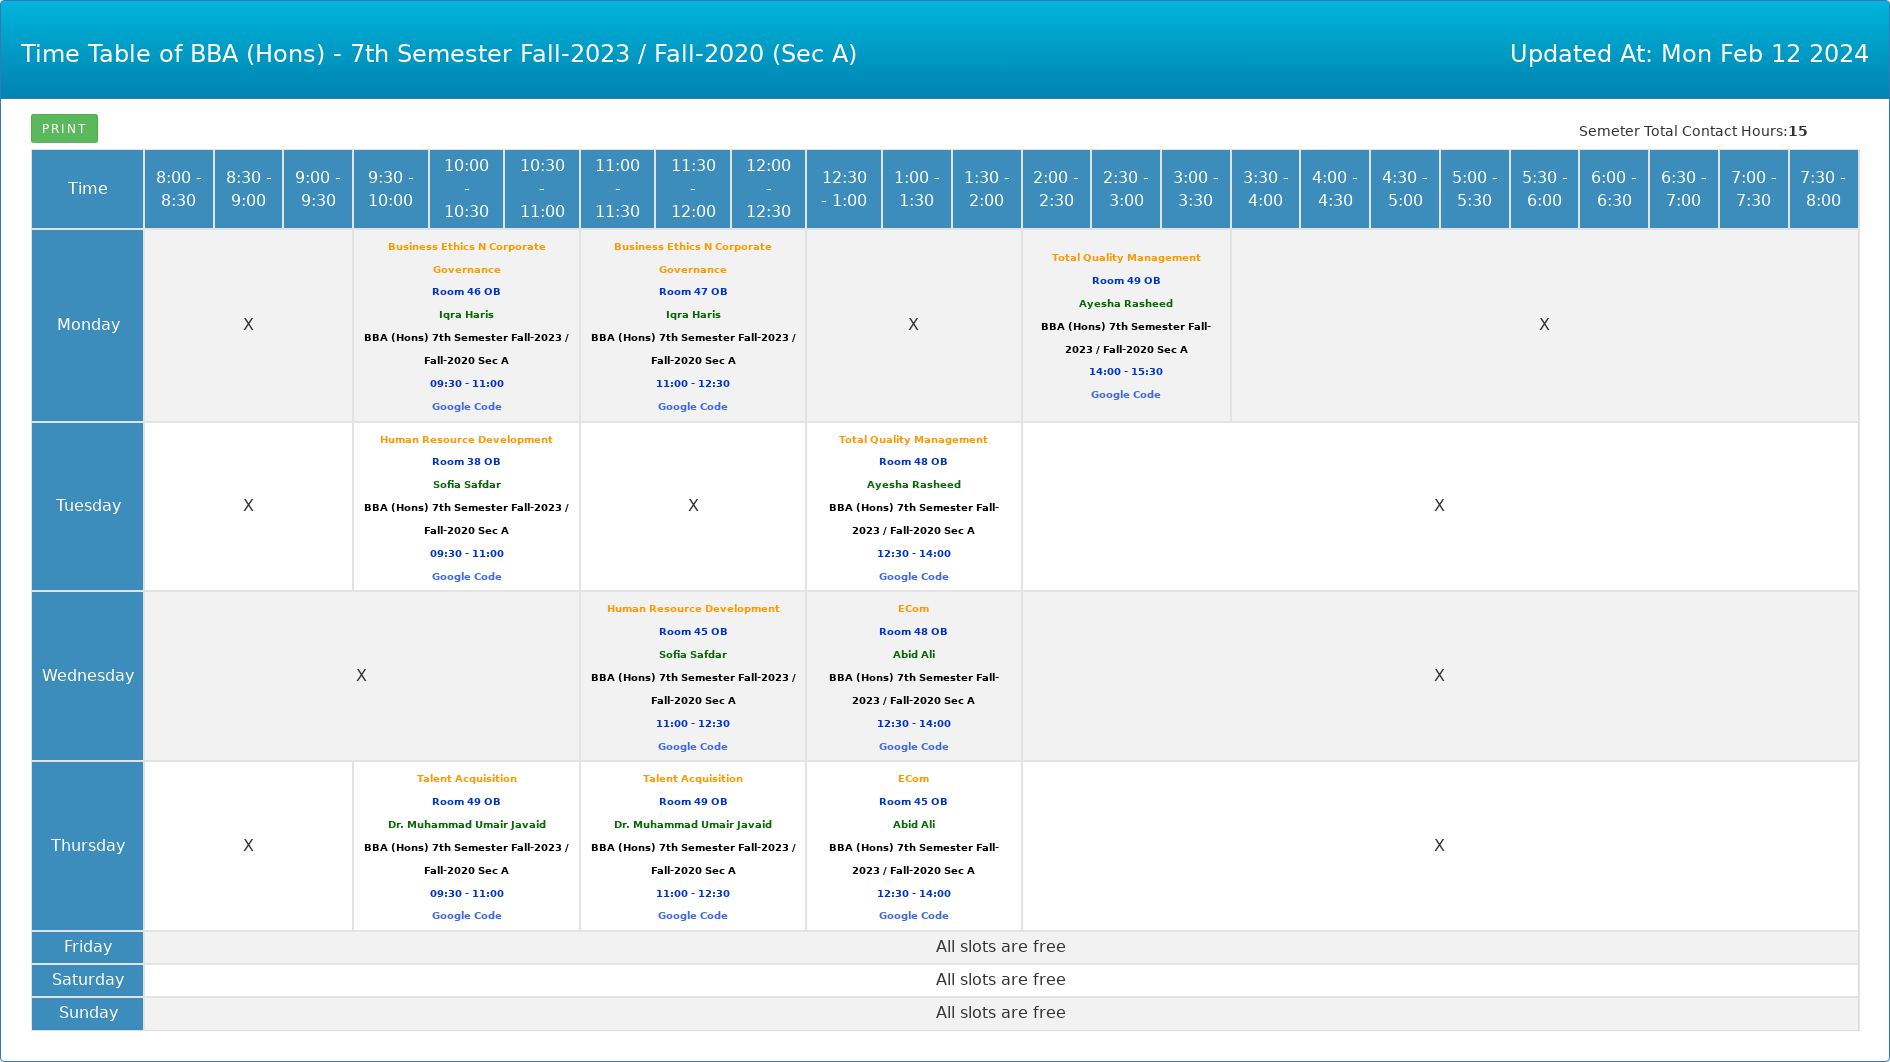 Time Table of BBA (Hons) - 7th Semester Fall-2023 / Fall-2020 (Sec A)
Updated At: Mon Feb 12 2024
PRINT
Semeter Total Contact Hours:15
Time
8:00 -
8:30
8:30 -
9:00
9:00 -
9:30
9:30 -
10:00
10:00
-
10:30
10:30
-
11:00
11:00
-
11:30
11:30
-
12:00
12:00
-
12:30
12:30
- 1:00
1:00 -
1:30
1:30 -
2:00
2:00 -
2:30
2:30 -
3:00
3:00 -
3:30
3:30 -
4:00
4:00 -
4:30
4:30 -
5:00
5:00 -
5:30
5:30 -
6:00
6:00 -
6:30
6:30 -
7:00
7:00 -
7:30
7:30 -
8:00
Monday
X
Business Ethics N Corporate
Governance
Room 46 OB
Iqra Haris
BBA (Hons) 7th Semester Fall-2023 /
Fall-2020 Sec A
09:30 - 11:00
Google Code
Business Ethics N Corporate
Governance
Room 47 OB
Iqra Haris
BBA (Hons) 7th Semester Fall-2023 /
Fall-2020 Sec A
11:00 - 12:30
Google Code
X
Total Quality Management
Room 49 OB
Ayesha Rasheed
BBA (Hons) 7th Semester Fall-
2023 / Fall-2020 Sec A
14:00 - 15:30
Google Code
X
Tuesday
X
Human Resource Development
Room 38 OB
Sofia Safdar
BBA (Hons) 7th Semester Fall-2023 /
Fall-2020 Sec A
09:30 - 11:00
Google Code
X
Total Quality Management
Room 48 OB
Ayesha Rasheed
BBA (Hons) 7th Semester Fall-
2023 / Fall-2020 Sec A
12:30 - 14:00
Google Code
X
Wednesday
X
Human Resource Development
Room 45 OB
Sofia Safdar
BBA (Hons) 7th Semester Fall-2023 /
Fall-2020 Sec A
11:00 - 12:30
Google Code
ECom
Room 48 OB
Abid Ali
BBA (Hons) 7th Semester Fall-
2023 / Fall-2020 Sec A
12:30 - 14:00
Google Code
X
Thursday
X
Talent Acquisition
Room 49 OB
Dr. Muhammad Umair Javaid
BBA (Hons) 7th Semester Fall-2023 /
Fall-2020 Sec A
09:30 - 11:00
Google Code
Talent Acquisition
Room 49 OB
Dr. Muhammad Umair Javaid
BBA (Hons) 7th Semester Fall-2023 /
Fall-2020 Sec A
11:00 - 12:30
Google Code
ECom
Room 45 OB
Abid Ali
BBA (Hons) 7th Semester Fall-
2023 / Fall-2020 Sec A
12:30 - 14:00
Google Code
X
Friday
All slots are free
Saturday
All slots are free
Sunday
All slots are free